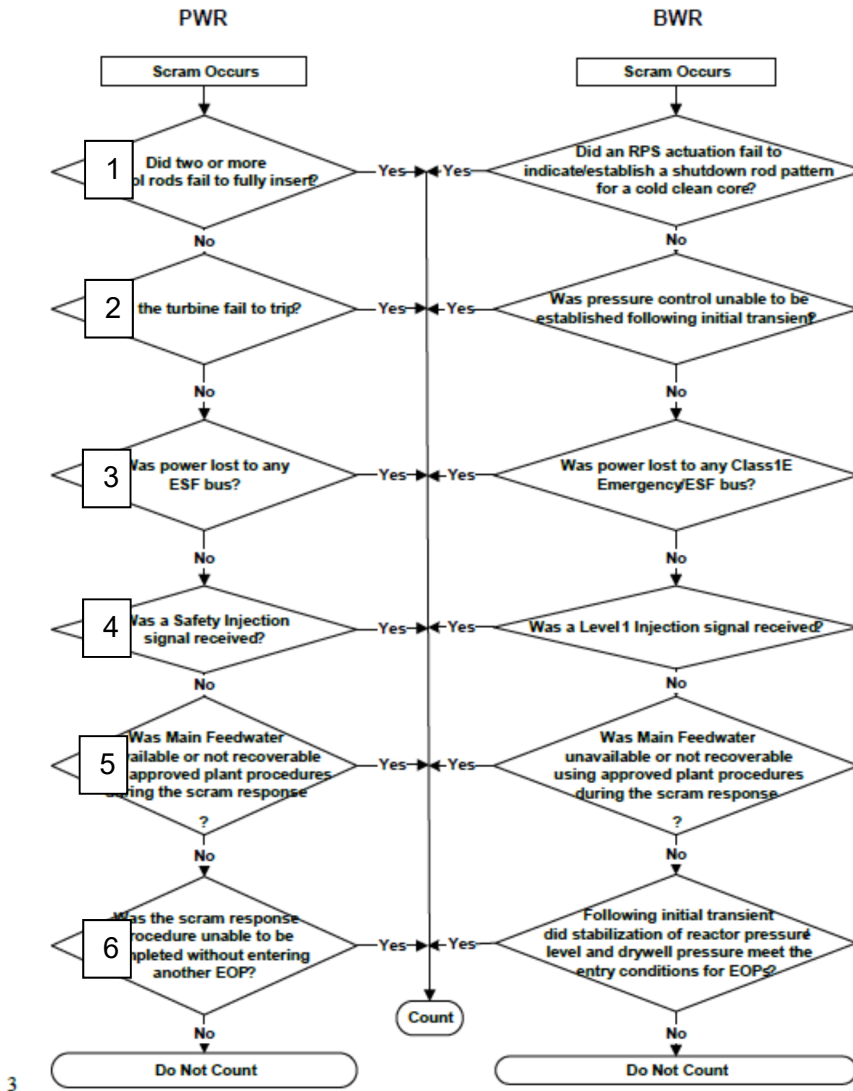 PWR
BWR
Scram Occurs
Scram Occurs
1
Did two or more
ol rods fail to fully insert?
Yes
Yes
Did an RPS actuation fail to
indicate/establish a shutdown rod pattern
for a cold clean core?
No
No
2
the turbine fail to trip?
Yes
Yes
Was pressure control unable to be
established following initial transient?
No
No
3
Was power lost to any
ESF bus?
Yes
Yes
Was power lost to any Class1E
Emergency/ESF bus?
No
No
4
Was a Safety Injection
signal received?
Yes
Yes
Was a Level 1 Injection signal received?
No
No
5
Was Main Feedwater
vailable or not recoverable
approved plant procedures
during the scram response
?
Yes
Yes
Was Main Feedwater
unavailable or not recoverable
using approved plant procedures
during the scram response
?
No
No
6
Was the scram response
procedure unable to be
mpleted without entering
another EOP?
Yes
Yes
Following initial transient
did stabilization of reactor pressure/
level and drywell pressure meet the
entry conditions for EOPs?
Count
No
No
Do Not Count
Do Not Count
3